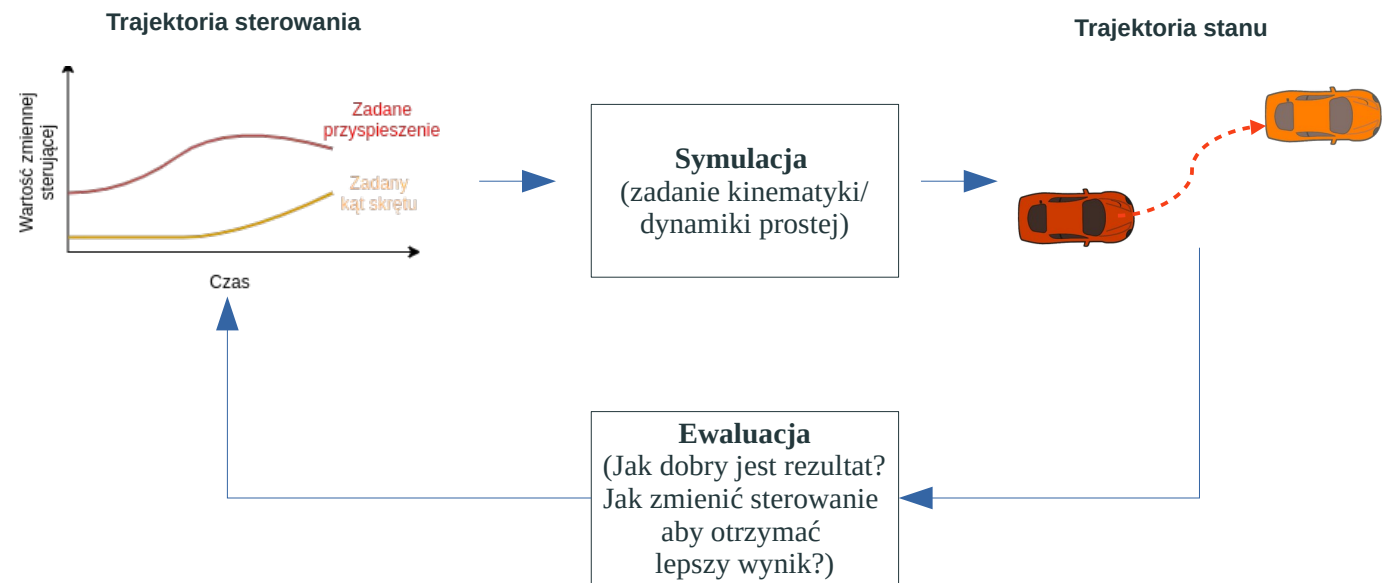 Trajektoria sterowania
Trajektoria stanu
Wartość zmiennej
sterującej
Zadane
przyspieszenie
Zadany
kąt skrętu
Czas
Symulacja
(zadanie kinematyki/
dynamiki prostej)
Ewaluacja
(Jak dobry jest rezultat?
Jak zmienić sterowanie
aby otrzymać
lepszy wynik?)